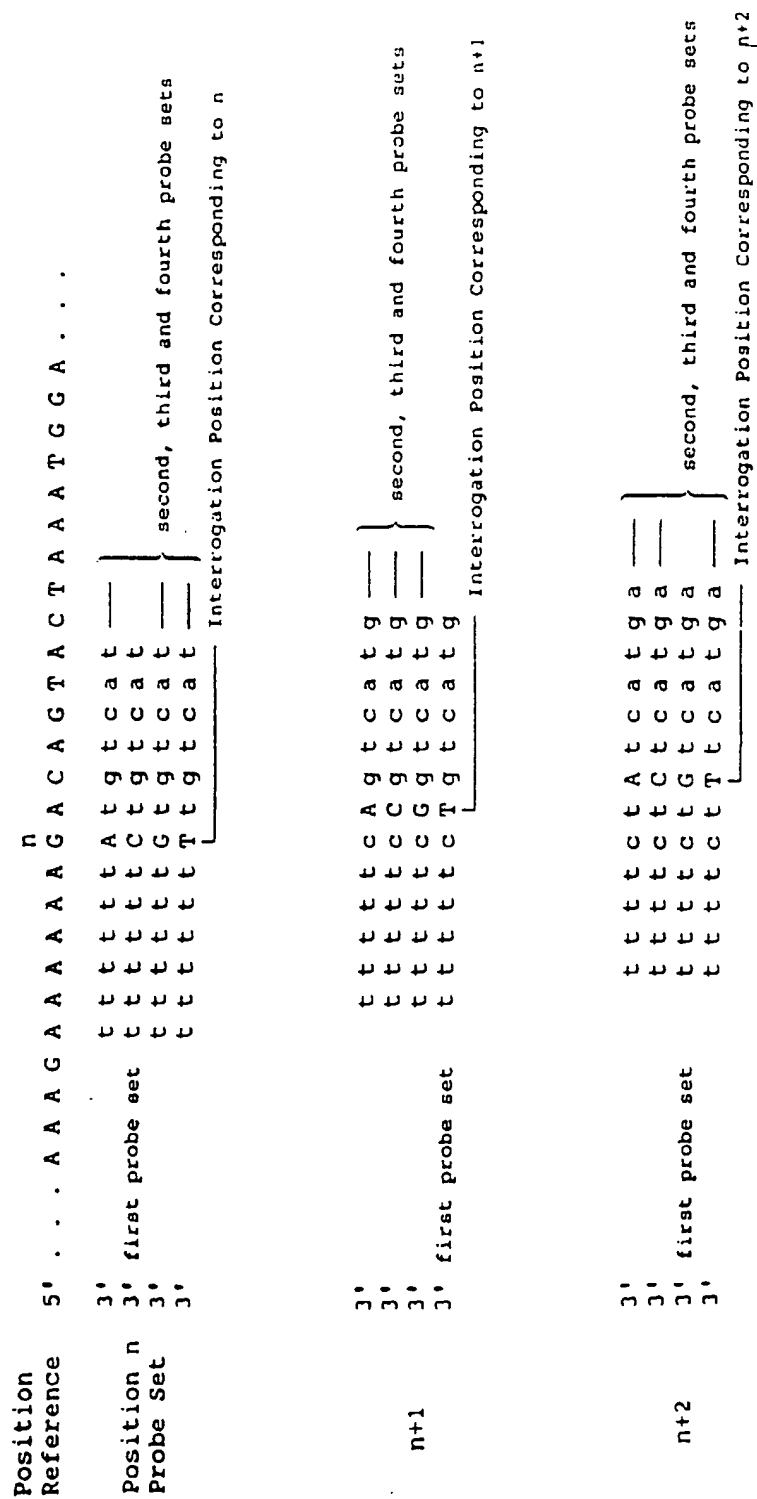 Position n
Reference 5' . . . A A A G A A A A A A G A C A G T A C T A A A T G G A . . .
Position n 3' t t t t t t A t g t c a t
Probe Set 3' first probe set t t t t t t C t g t c a t
3' t t t t t t G t g t c a t second, third and fourth probe sets
3' t t t t t t T t g t c a t
Interrogation Position Corresponding to n
3' t t t t t c A g t c a t g
3' t t t t t c C g t c a t g second, third and fourth probe sets
n+1 3' t t t t t c G g t c a t g
3' first probe set t t t t t c T g t c a t g
Interrogation Position Corresponding to n+1
3' t t t t c t A t c a t g a
3' t t t t c t C t c a t g a
n+2 3' first probe set t t t t c t G t c a t g a second, third and fourth probe sets
3' t t t t c t T t c a t g a
Interrogation Position Corresponding to n+2